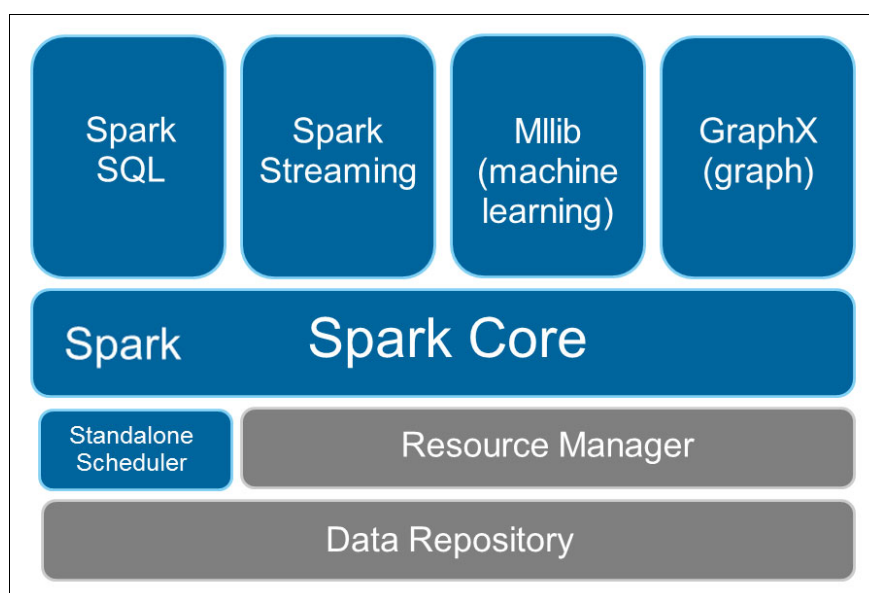 Spark
SQL
Spark
Streaming
Mllib
(machine
learning)
GraphX
(graph)
Spark
Spark Core
Standalone
Scheduler
Resource Manager
Data Repository